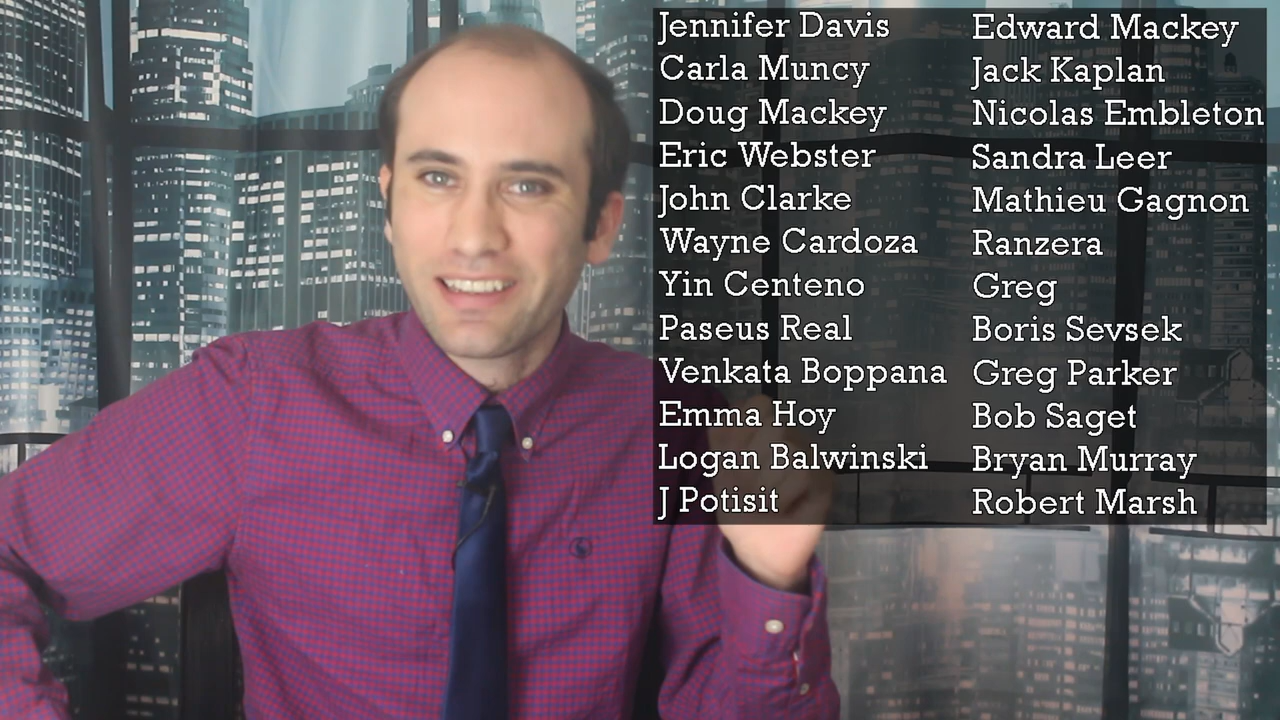 Jennifer Davis
Carla Muncy
Doug Mackey
Eric Webster
John Clarke
Wayne Cardoza
Yin Centeno
Paseus Real
Venkata Boppana
Emma Hoy
Logan Balwinski
J Potisit
Edward Mackey
Jack Kaplan
Nicolas Embleton
Sandra Leer
Mathieu Gagnon
Ranzera
Greg
Boris Sevsek
Greg Parker
Bob Saget
Bryan Murray
Robert Marsh